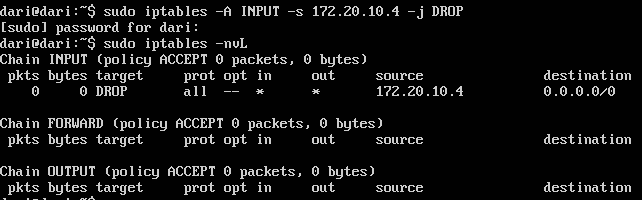 dari@dari:~$ sudo iptables -A INPUT -s 172.20.10.4 -j DROP
[sudo] password for dari:
dari@dari:~$ sudo iptables -nvL
Chain INPUT (policy ACCEPT 0 packets, 0 bytes)
 pkts bytes target     prot opt in     out     source               destination
    0     0 DROP       all  --  *      *       172.20.10.4          0.0.0.0/0

Chain FORWARD (policy ACCEPT 0 packets, 0 bytes)
 pkts bytes target     prot opt in     out     source               destination

Chain OUTPUT (policy ACCEPT 0 packets, 0 bytes)
 pkts bytes target     prot opt in     out     source               destination
dari@dari:~$